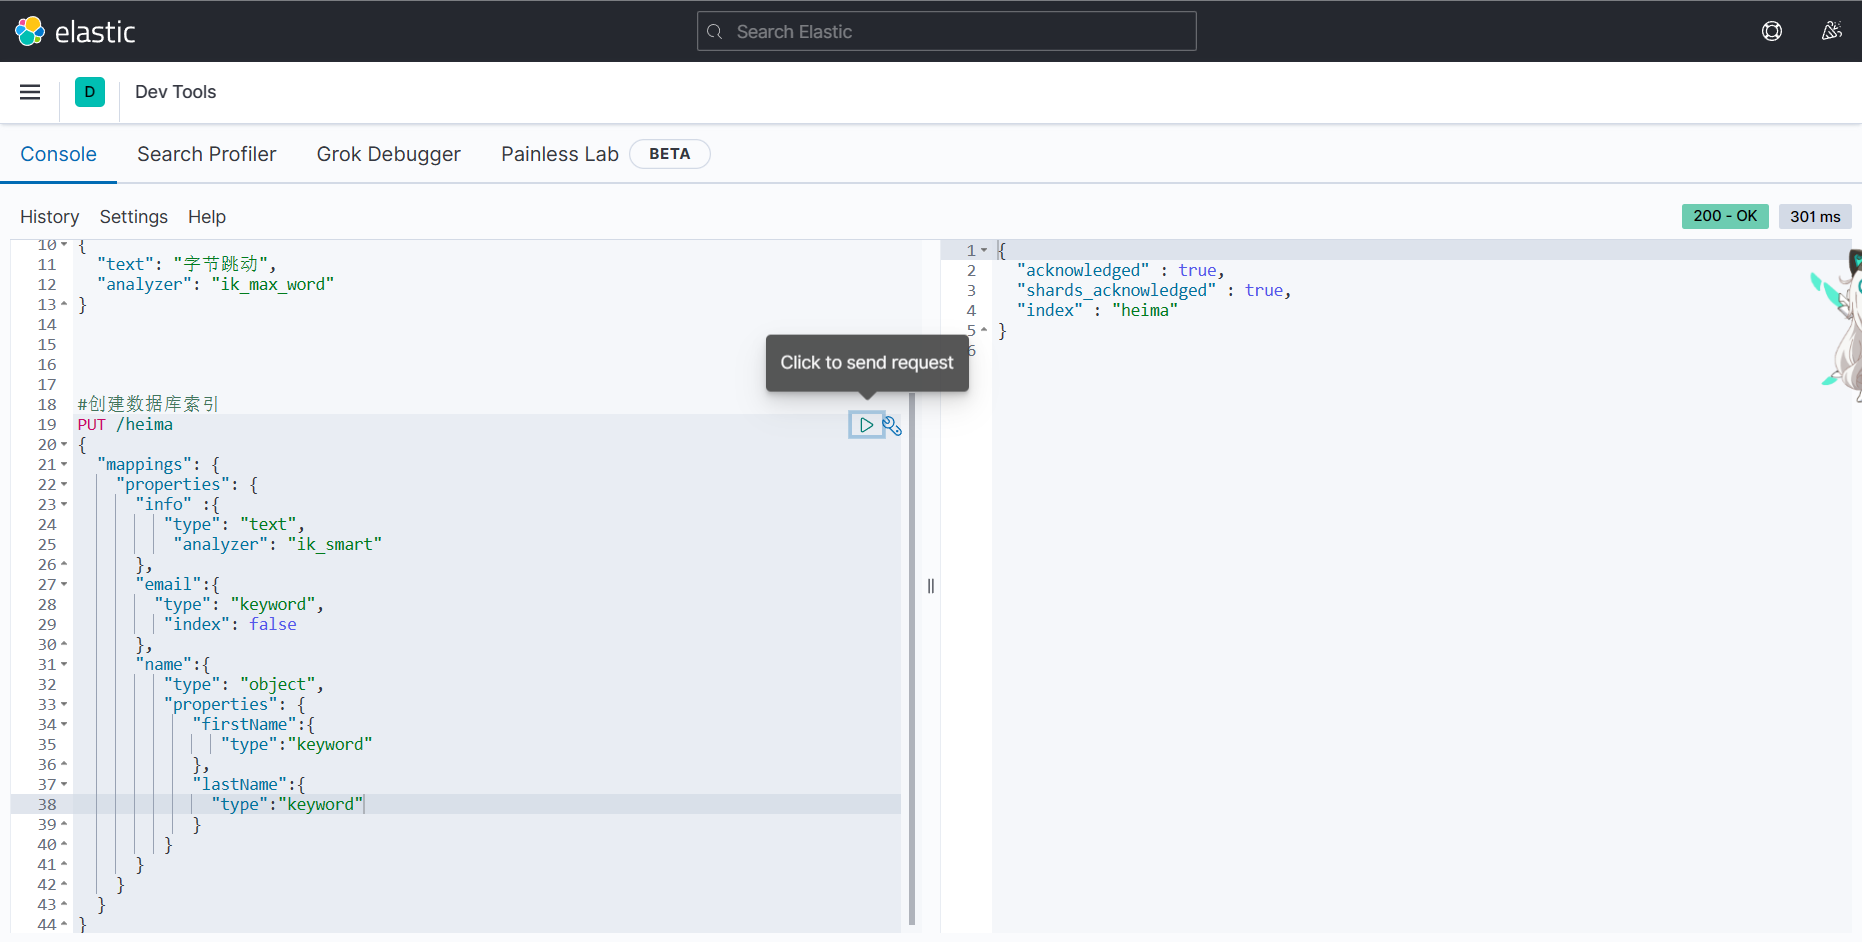 elastic
Search Elastic
D
Dev Tools
Console
Search Profiler
Grok Debugger
Painless Lab
BETA
History
Settings
Help
200 - OK
301 ms
10 {
11 "text": "字节跳动",
12 "analyzer": "ik_max_word"
13 }
14
15
16
17
18 #创建数据库索引
19 PUT /heima
20 {
21 "mappings": {
22 "properties": {
23 "info" :{
24 "type": "text",
25 "analyzer": "ik_smart"
26 },
27 "email":{
28 "type": "keyword",
29 "index": false
30 },
31 "name":{
32 "type": "object",
33 "properties": {
34 "firstName":{
35 "type":"keyword"
36 },
37 "lastName":{
38 "type":"keyword"
39 }
40 }
41 }
42 }
43 }
44 }
Click to send request
1 {
2 "acknowledged" : true,
3 "shards_acknowledged" : true,
4 "index" : "heima"
5 }
6